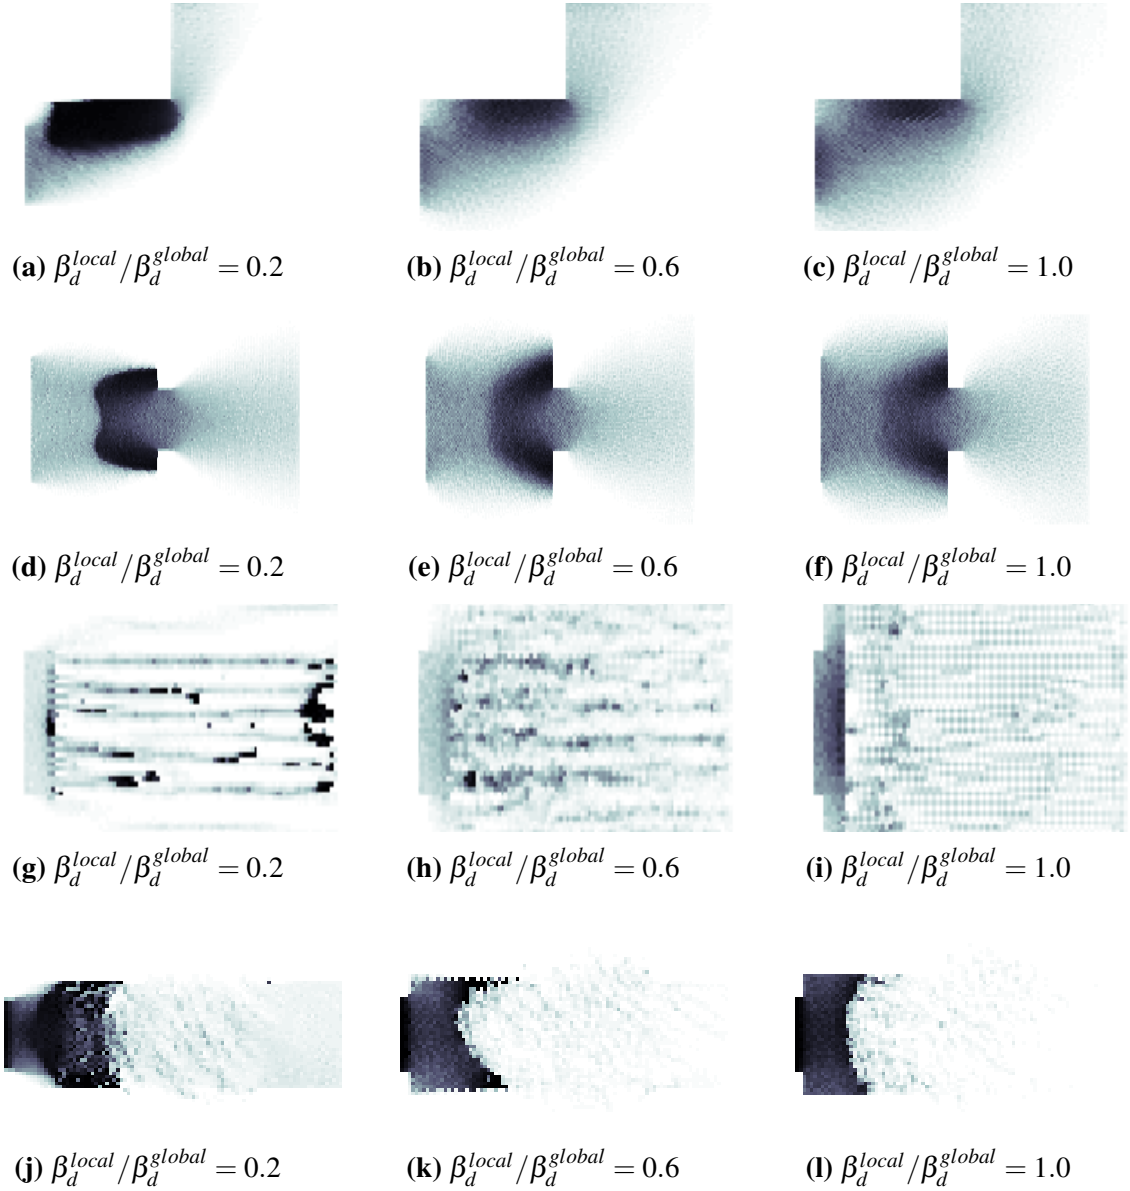 (a) β_d^{local}/β_d^{global} = 0.2
(b) β_d^{local}/β_d^{global} = 0.6
(c) β_d^{local}/β_d^{global} = 1.0
(d) β_d^{local}/β_d^{global} = 0.2
(e) β_d^{local}/β_d^{global} = 0.6
(f) β_d^{local}/β_d^{global} = 1.0
(g) β_d^{local}/β_d^{global} = 0.2
(h) β_d^{local}/β_d^{global} = 0.6
(i) β_d^{local}/β_d^{global} = 1.0
(j) β_d^{local}/β_d^{global} = 0.2
(k) β_d^{local}/β_d^{global} = 0.6
(l) β_d^{local}/β_d^{global} = 1.0